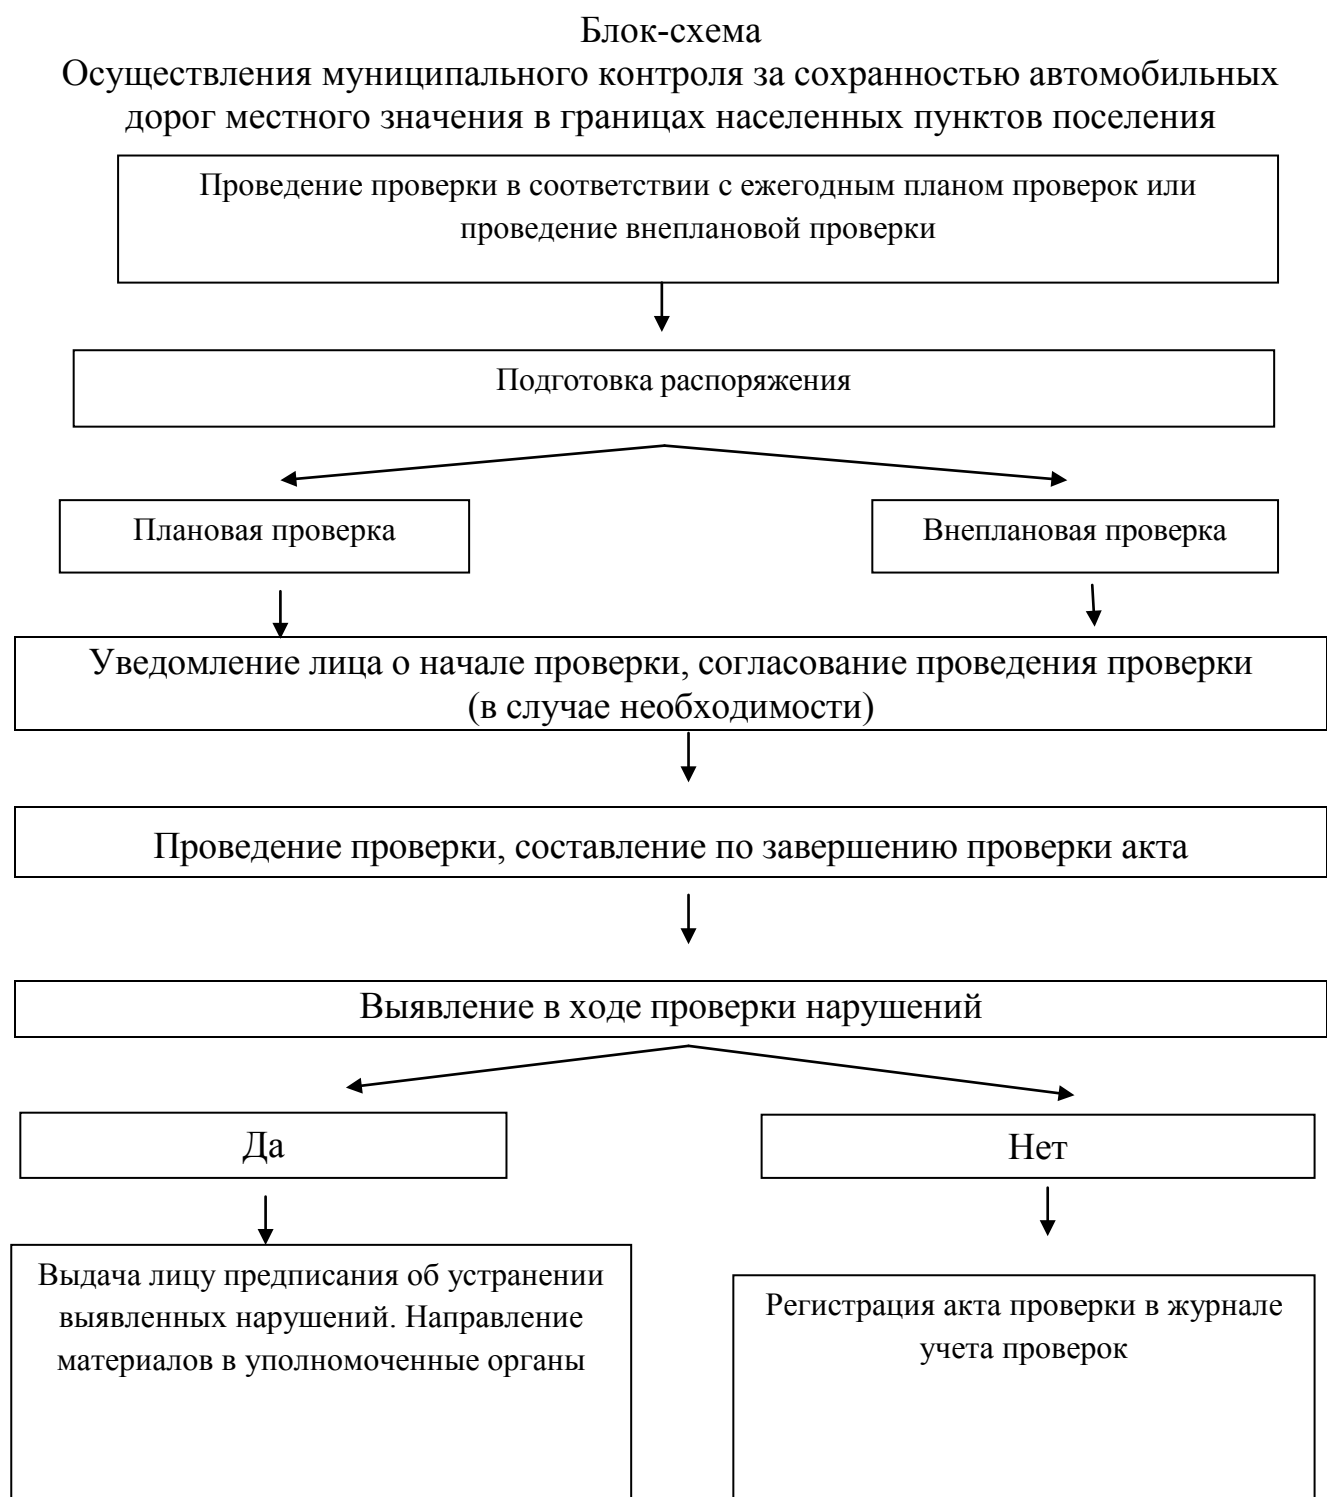 Блок-схема
Осуществления муниципального контроля за сохранностью автомобильных
дорог местного значения в границах населенных пунктов поселения
Проведение проверки в соответствии с ежегодным планом проверок или
проведение внеплановой проверки
Подготовка распоряжения
Плановая проверка
Внеплановая проверка
Уведомление лица о начале проверки, согласование проведения проверки
(в случае необходимости)
Проведение проверки, составление по завершению проверки акта
Выявление в ходе проверки нарушений
Да
Нет
Выдача лицу предписания об устранении
выявленных нарушений. Направление
материалов в уполномоченные органы
Регистрация акта проверки в журнале
учета проверок